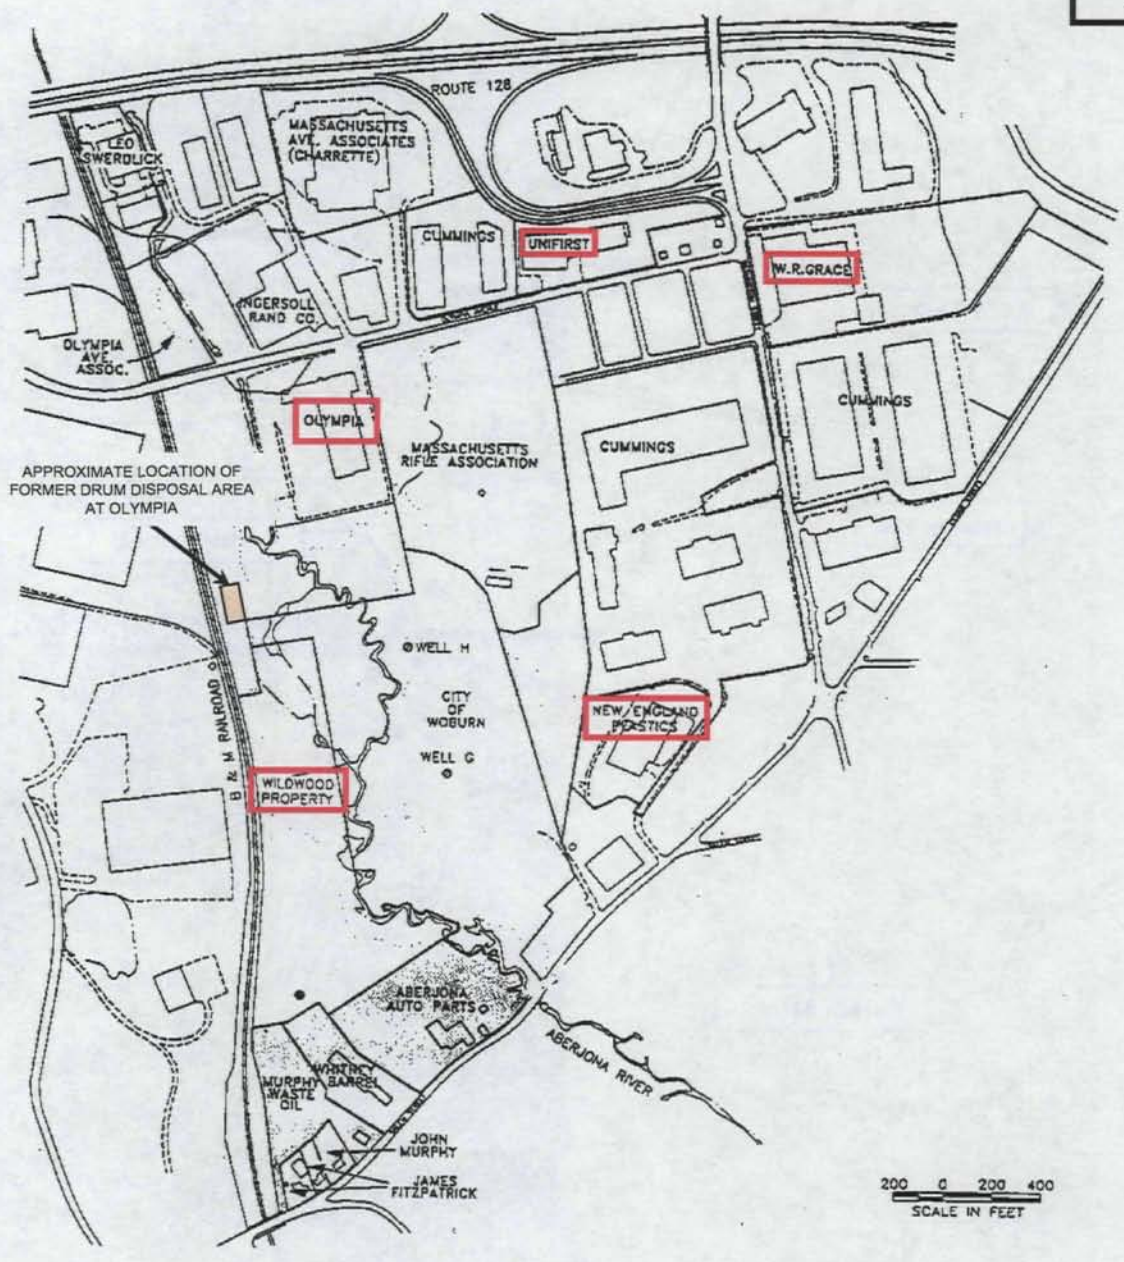 ROUTE 128
MASSACHUSETTS
AVE. ASSOCIATES
(CHARRETTE)
LEO
SWERDLICK
CUMMINGS
UNIFIRST
W.R.GRACE
INGERSOLL
RAND CO.
OLYMPIA
AVE.
ASSOC.
OLYMPIA
CUMMINGS
MASSACHUSETTS
RIFLE ASSOCIATION
CUMMINGS
APPROXIMATE LOCATION OF
FORMER DRUM DISPOSAL AREA
AT OLYMPIA
WELL H
CITY
OF
WOBURN
WELL G
NEW ENGLAND
PLASTICS
B & M RAILROAD
WILDWOOD
PROPERTY
ABERJONA
AUTO PARTS
ABERJONA RIVER
WHITNEY
BARREL
MURPHY
WASTE
OIL
JOHN
MURPHY
JAMES
FITZPATRICK
200 0 200 400
SCALE IN FEET